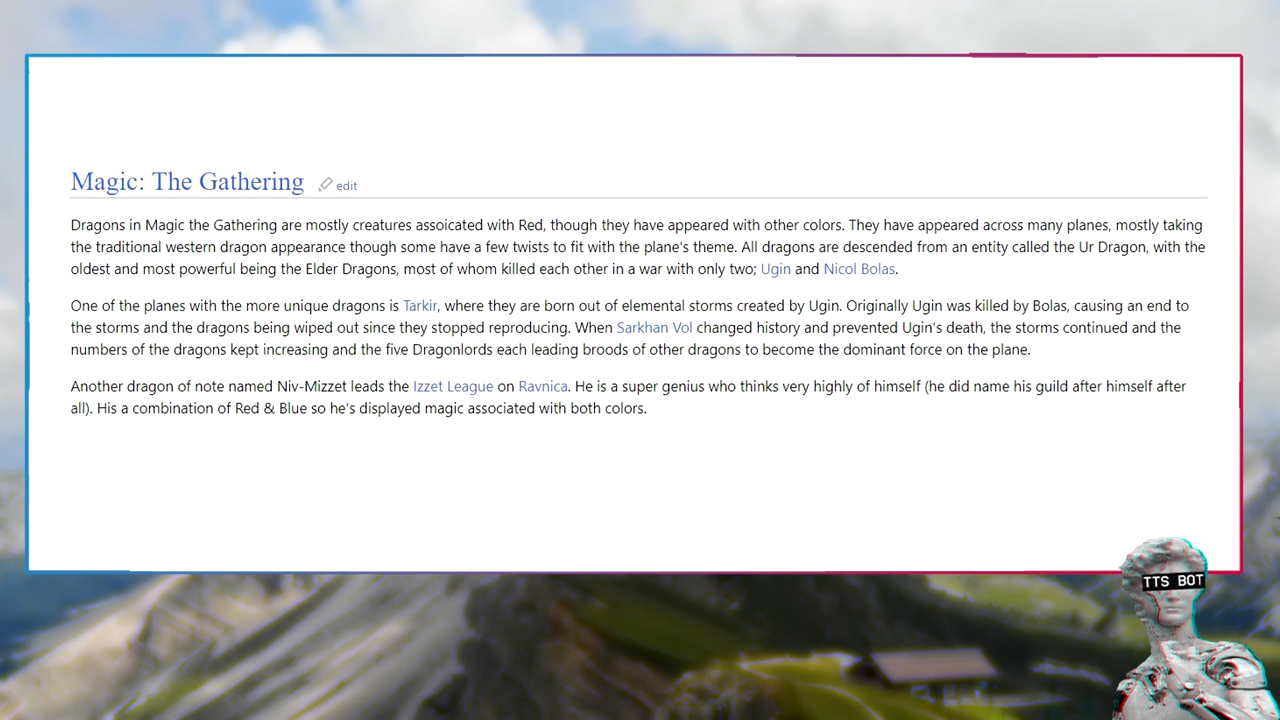 Magic: The Gathering edit
Dragons in Magic the Gathering are mostly creatures assoicated with Red, though they have appeared with other colors. They have appeared across many planes, mostly taking
the traditional western dragon appearance though some have a few twists to fit with the plane's theme. All dragons are descended from an entity called the Ur Dragon, with the
oldest and most powerful being the Elder Dragons, most of whom killed each other in a war with only two; Ugin and Nicol Bolas.
One of the planes with the more unique dragons is Tarkir, where they are born out of elemental storms created by Ugin. Originally Ugin was killed by Bolas, causing an end to
the storms and the dragons being wiped out since they stopped reproducing. When Sarkhan Vol changed history and prevented Ugin's death, the storms continued and the
numbers of the dragons kept increasing and the five Dragonlords each leading broods of other dragons to become the dominant force on the plane.
Another dragon of note named Niv-Mizzet leads the Izzet League on Ravnica. He is a super genius who thinks very highly of himself (he did name his guild after himself after
all). His a combination of Red & Blue so he's displayed magic associated with both colors.
TTS BOT